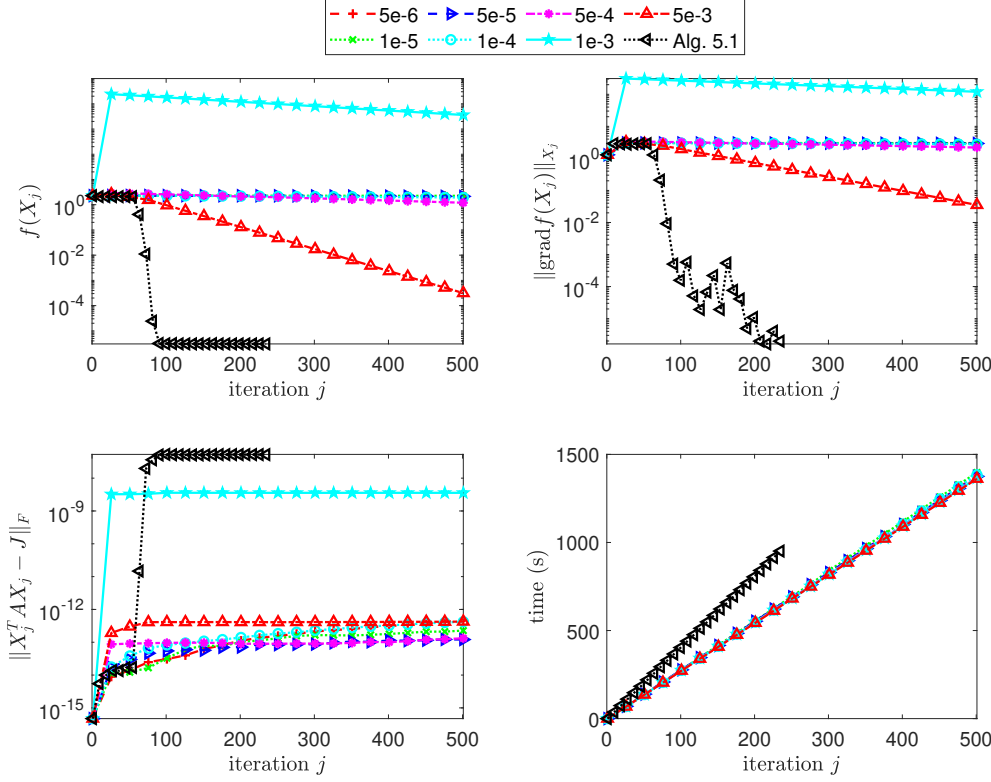 5e-6 5e-5 5e-4 5e-3
1e-5 1e-4 1e-3 Alg. 5.1
f(X_j)
10^0
10^-2
10^-4
0 100 200 300 400 500
iteration j
||gradf(X_j)||_{X_j}
10^0
10^-2
10^-4
0 100 200 300 400 500
iteration j
||X_j^T AX_j − J||_F
10^-9
10^-12
10^-15
0 100 200 300 400 500
iteration j
time (s)
1500
1000
500
0
0 100 200 300 400 500
iteration j